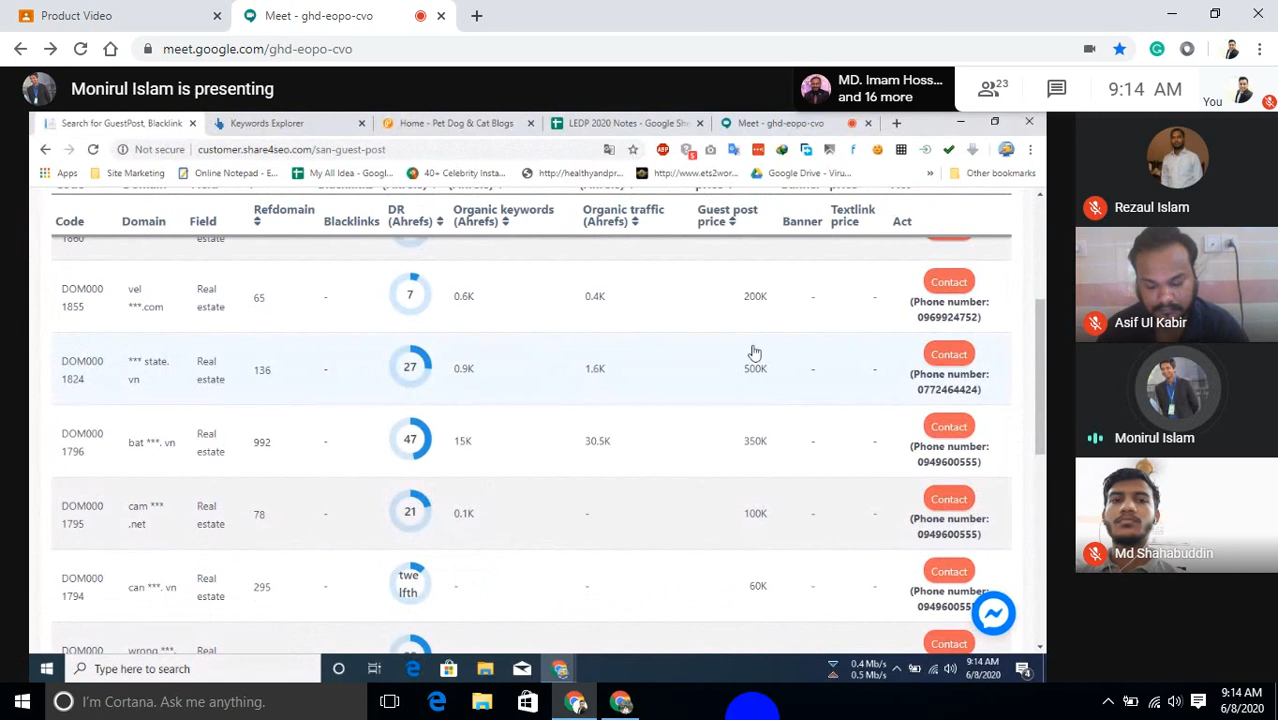 Product Video
Meet - ghd-eopo-cvo
meet.google.com/ghd-eopo-cvo
Monirul Islam is presenting
MD. Imam Hoss...
and 16 more
23
9:14 AM
You
Search for GuestPost, Blacklink
Keywords Explorer
Home - Pet Dog & Cat Blogs
LEDP 2020 Notes - Google She
Meet - ghd-eopo-cvo
Not secure
customer.share4seo.com/san-guest-post
5
Apps
Site Marketing
Online Notepad - E...
My All Idea - Googl...
40+ Celebrity Insta...
http://healthyandpr...
http://www.ets2wor...
Google Drive - Viru...
»
Other bookmarks
Code Domain Field Refdomain Blacklinks DR (Ahrefs) Organic keywords (Ahrefs) Organic traffic (Ahrefs) Guest post price Banner Textlink price Act
1860
DOM000 1855 vel ***.com Real estate 65 - 7 0.6K 0.4K 200K - - Contact
(Phone number: 0969924752)
DOM000 1824 *** state. vn Real estate 136 - 27 0.9K 1.6K 500K - - Contact
(Phone number: 0772464424)
DOM000 1796 bat ***. vn Real estate 992 - 47 15K 30.5K 350K - - Contact
(Phone number: 0949600555)
DOM000 1795 cam *** .net Real estate 78 - 21 0.1K - 100K - - Contact
(Phone number: 0949600555)
DOM000 1794 can ***. vn Real estate 295 - twe lfth - - 60K - - Contact
(Phone number:
wrong ***. Real Contact
Rezaul Islam
Asif Ul Kabir
Monirul Islam
Md Shahabuddin
Type here to search
0.4 Mb/s
0.5 Mb/s
9:14 AM
6/8/2020
4
I'm Cortana. Ask me anything.
9:14 AM
6/8/2020